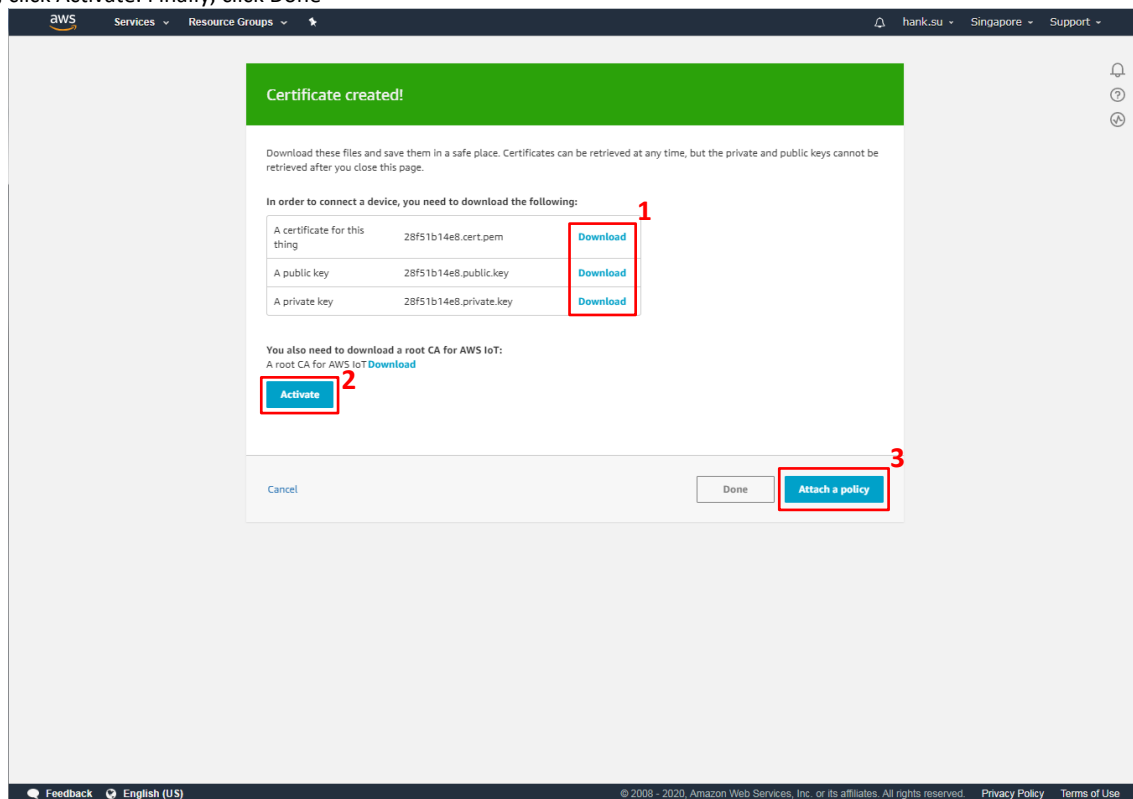 click Activate. Finally, click Done
aws Services Resource Groups hank.su Singapore Support
Certificate created!
Download these files and save them in a safe place. Certificates can be retrieved at any time, but the private and public keys cannot be
retrieved after you close this page.
In order to connect a device, you need to download the following:
1
A certificate for this
thing 28f51b14e8.cert.pem Download
A public key 28f51b14e8.public.key Download
A private key 28f51b14e8.private.key Download
You also need to download a root CA for AWS IoT:
A root CA for AWS IoT Download
2
Activate
3
Cancel Done Attach a policy
Feedback English (US) © 2008 - 2020, Amazon Web Services, Inc. or its affiliates. All rights reserved. Privacy Policy Terms of Use